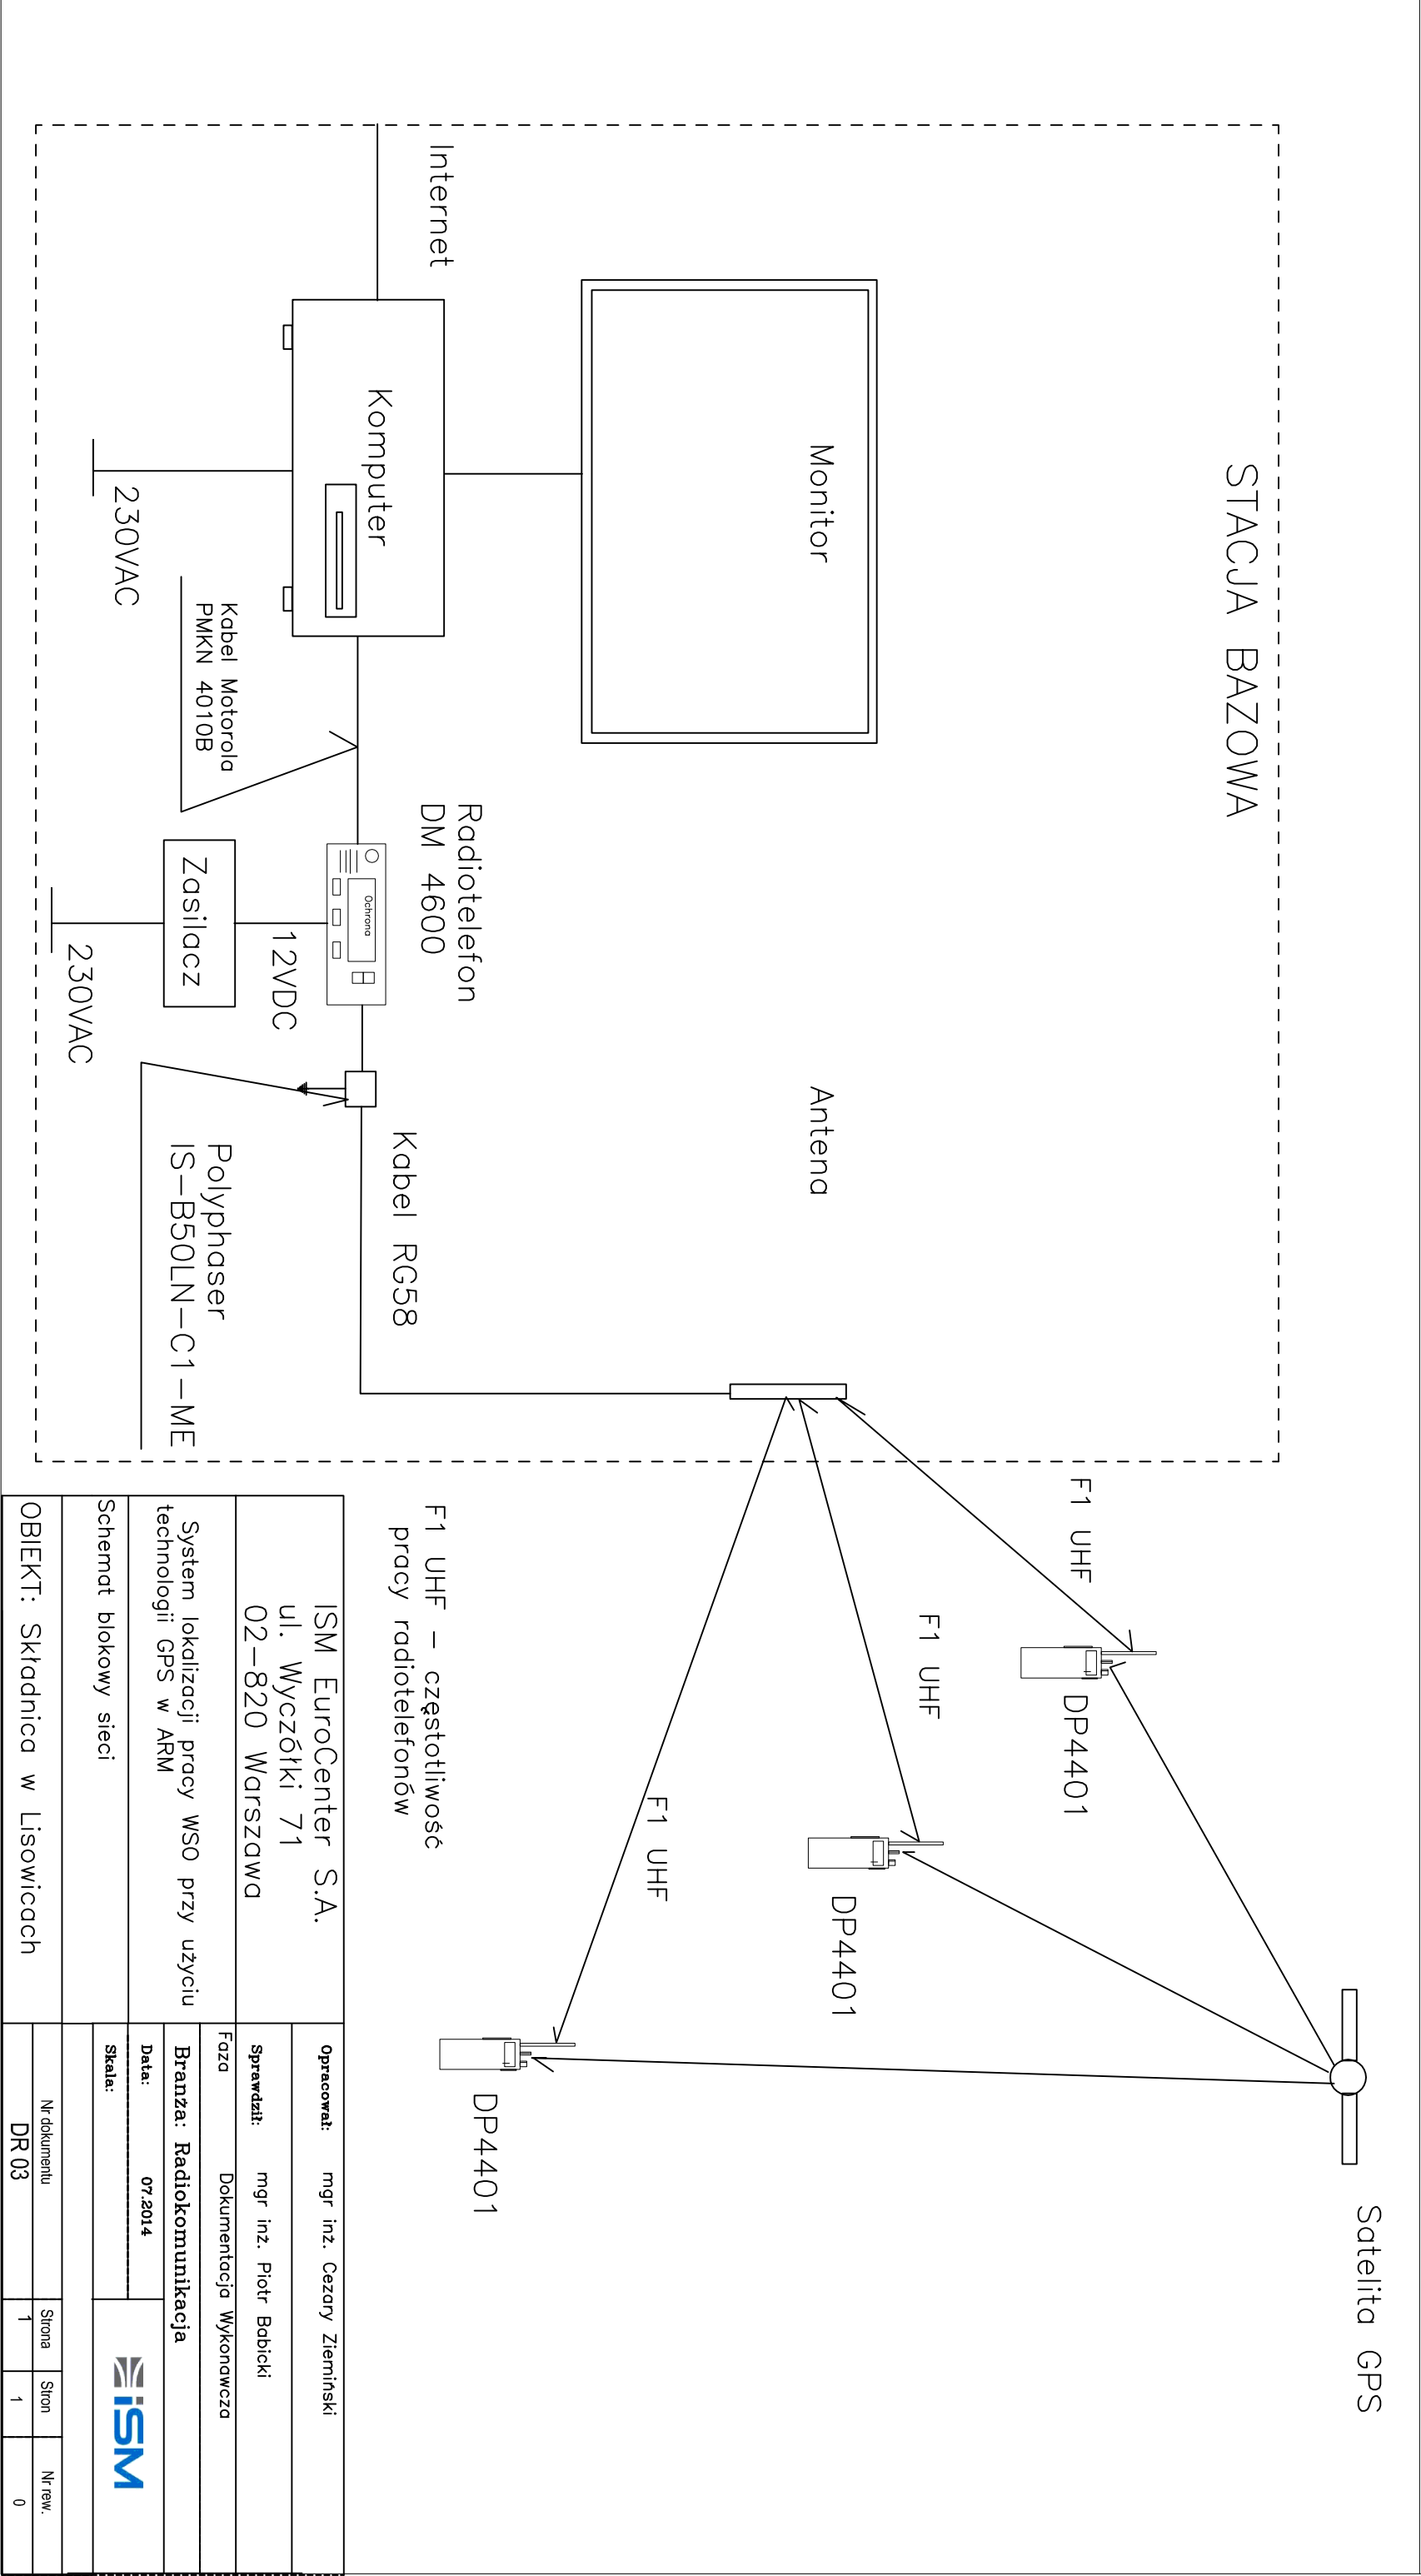 STACJA BAZOWA
Satelita GPS
Monitor
Antena
F1 UHF
DP4401
F1 UHF
DP4401
F1 UHF
DP4401
Internet
Komputer
Radiotelefon
DM 4600
Ochrona
Kabel RG58
Kabel Motorola
PMKN 4010B
230VAC
12VDC
Zasilacz
230VAC
Polyphaser
IS-B50LN-C1-ME
F1 UHF - częstotliwość
pracy radiotelefonów
ISM EuroCenter S.A.
ul. Wyczółki 71
02-820 Warszawa
System lokalizacji pracy WSO przy użyciu
technologii GPS w ARM
Schemat blokowy sieci
OBIEKT: Składnica w Lisowicach
Opracował: mgr inż. Cezary Ziemiński
Sprawdził: mgr inż. Piotr Babicki
Faza Dokumentacja Wykonawcza
Branża: Radiokomunikacja
Data: 07.2014
Skala:
iSM
Nr dokumentu Strona Stron Nr rew.
DR 03 1 1 0